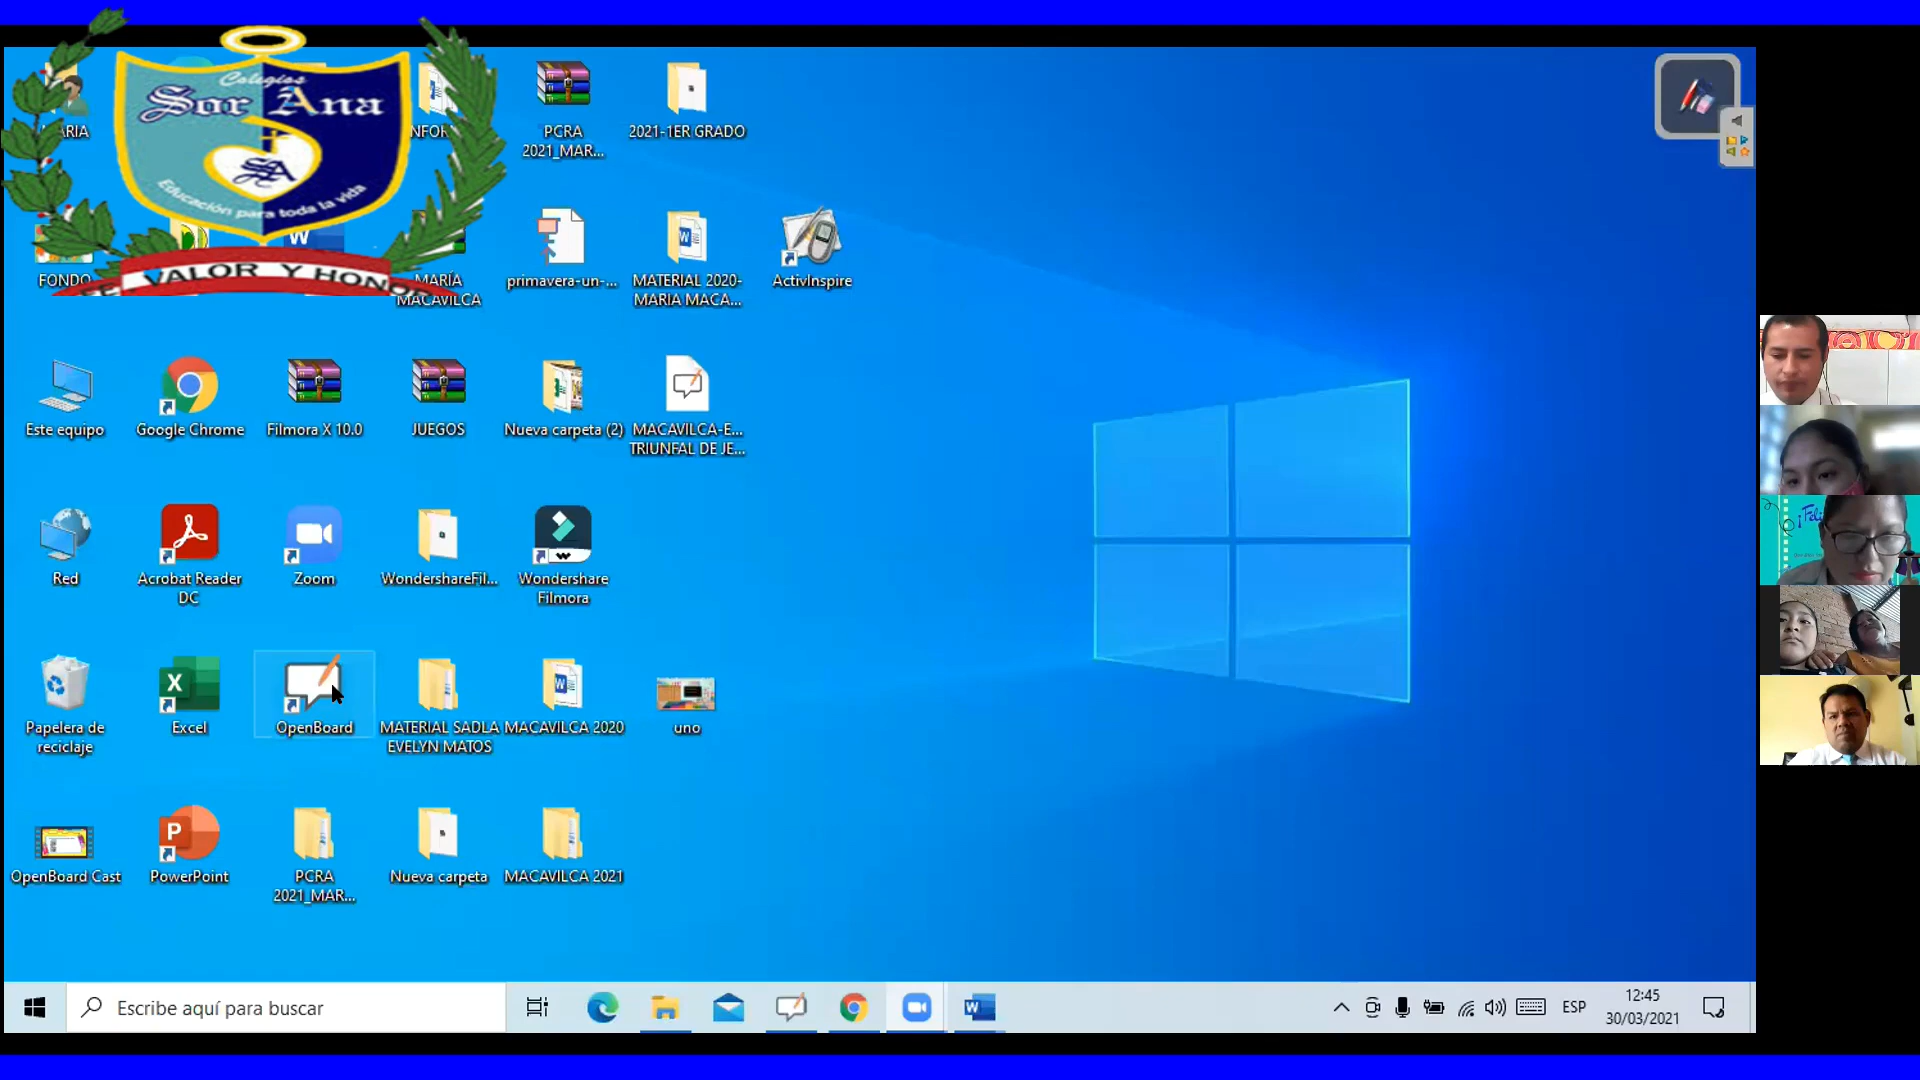 Colegios
Sor Ana
SA
Educación para toda la vida
VALOR Y HONO
PCRA
2021_MAR...
2021-1ER GRADO
FONDO
MARÍA
MACAVILCA
primavera-un-...
MATERIAL 2020-
MARIA MACA...
ActivInspire
Este equipo
Google Chrome
Filmora X 10.0
JUEGOS
Nueva carpeta (2)
MACAVILCA-E...
TRIUNFAL DE JE...
Red
Acrobat Reader
DC
Zoom
WondershareFil...
Wondershare
Filmora
Papelera de
reciclaje
Excel
OpenBoard
MATERIAL SADLA
EVELYN MATOS
MACAVILCA 2020
uno
OpenBoard Cast
PowerPoint
PCRA
2021_MAR...
Nueva carpeta
MACAVILCA 2021
Escribe aquí para buscar
ESP
12:45
30/03/2021